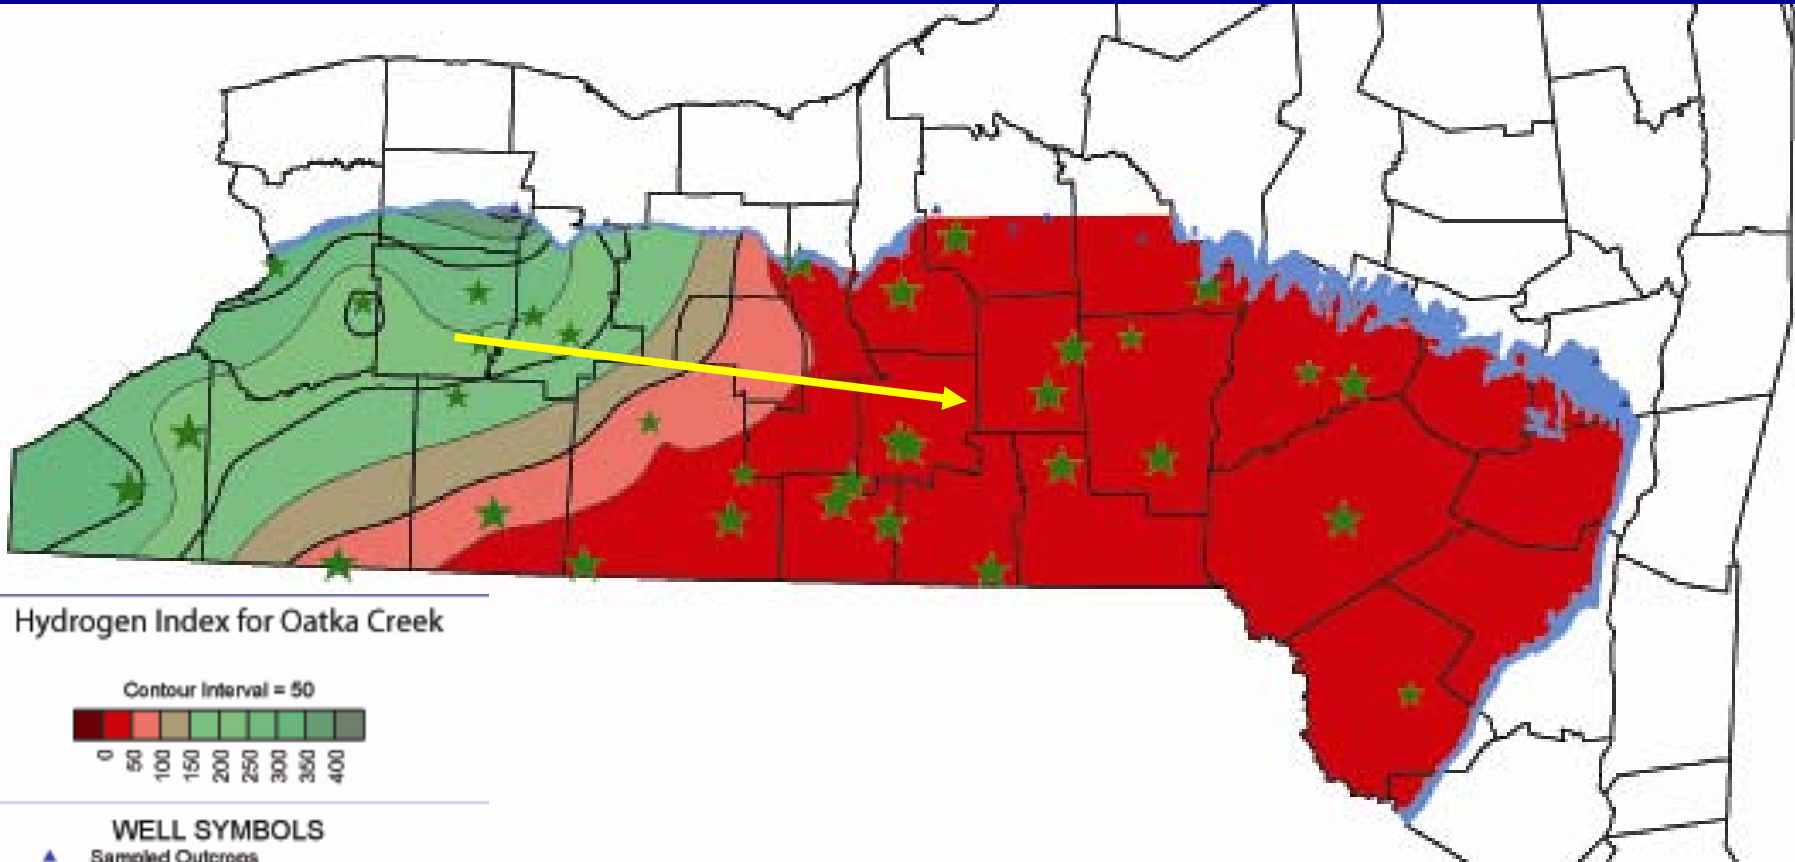 Hydrogen Index for Oatka Creek
Contour Interval = 50
0 50 100 150 200 250 300 350 400
WELL SYMBOLS
Sampled Outcrops